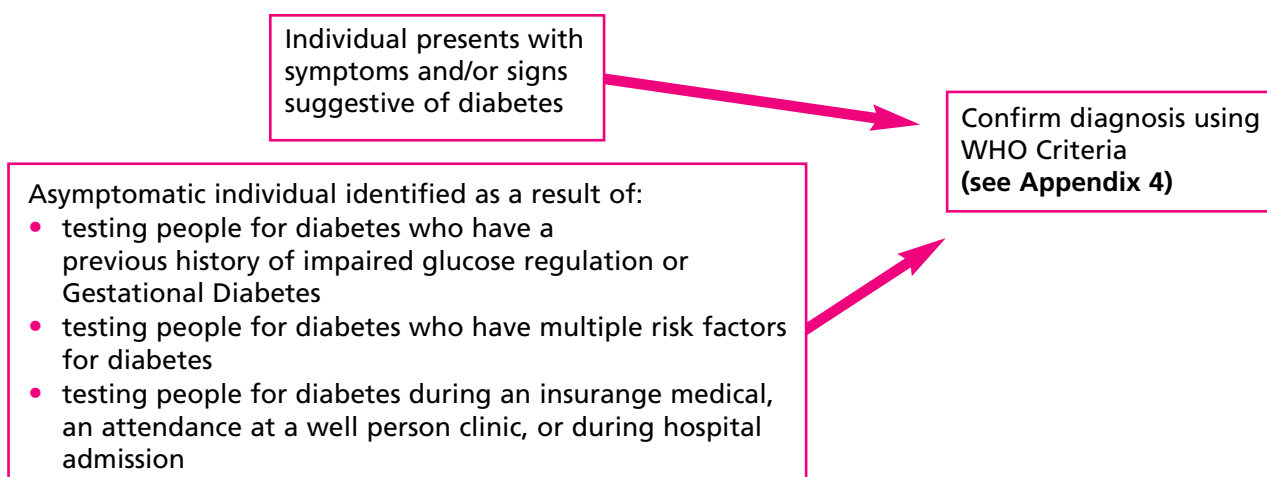 Individual presents with
symptoms and/or signs
suggestive of diabetes
Confirm diagnosis using
WHO Criteria
(see Appendix 4)
Asymptomatic individual identified as a result of:
• testing people for diabetes who have a
previous history of impaired glucose regulation or
Gestational Diabetes
• testing people for diabetes who have multiple risk factors
for diabetes
• testing people for diabetes during an insurange medical,
an attendance at a well person clinic, or during hospital
admission